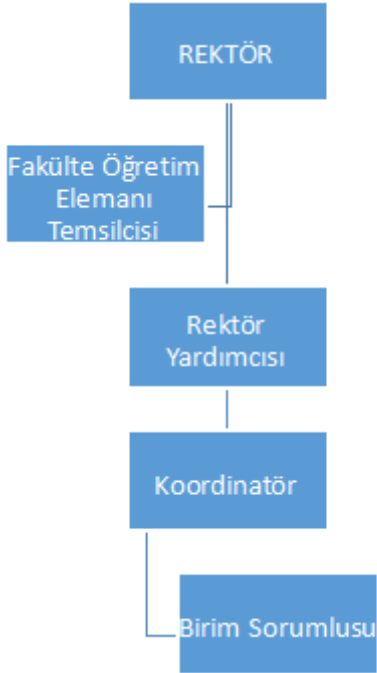 REKTÖR
Fakülte Öğretim
Elemanı
Temsilcisi
Rektör
Yardımcısı
Koordinatör
Birim Sorumlusu